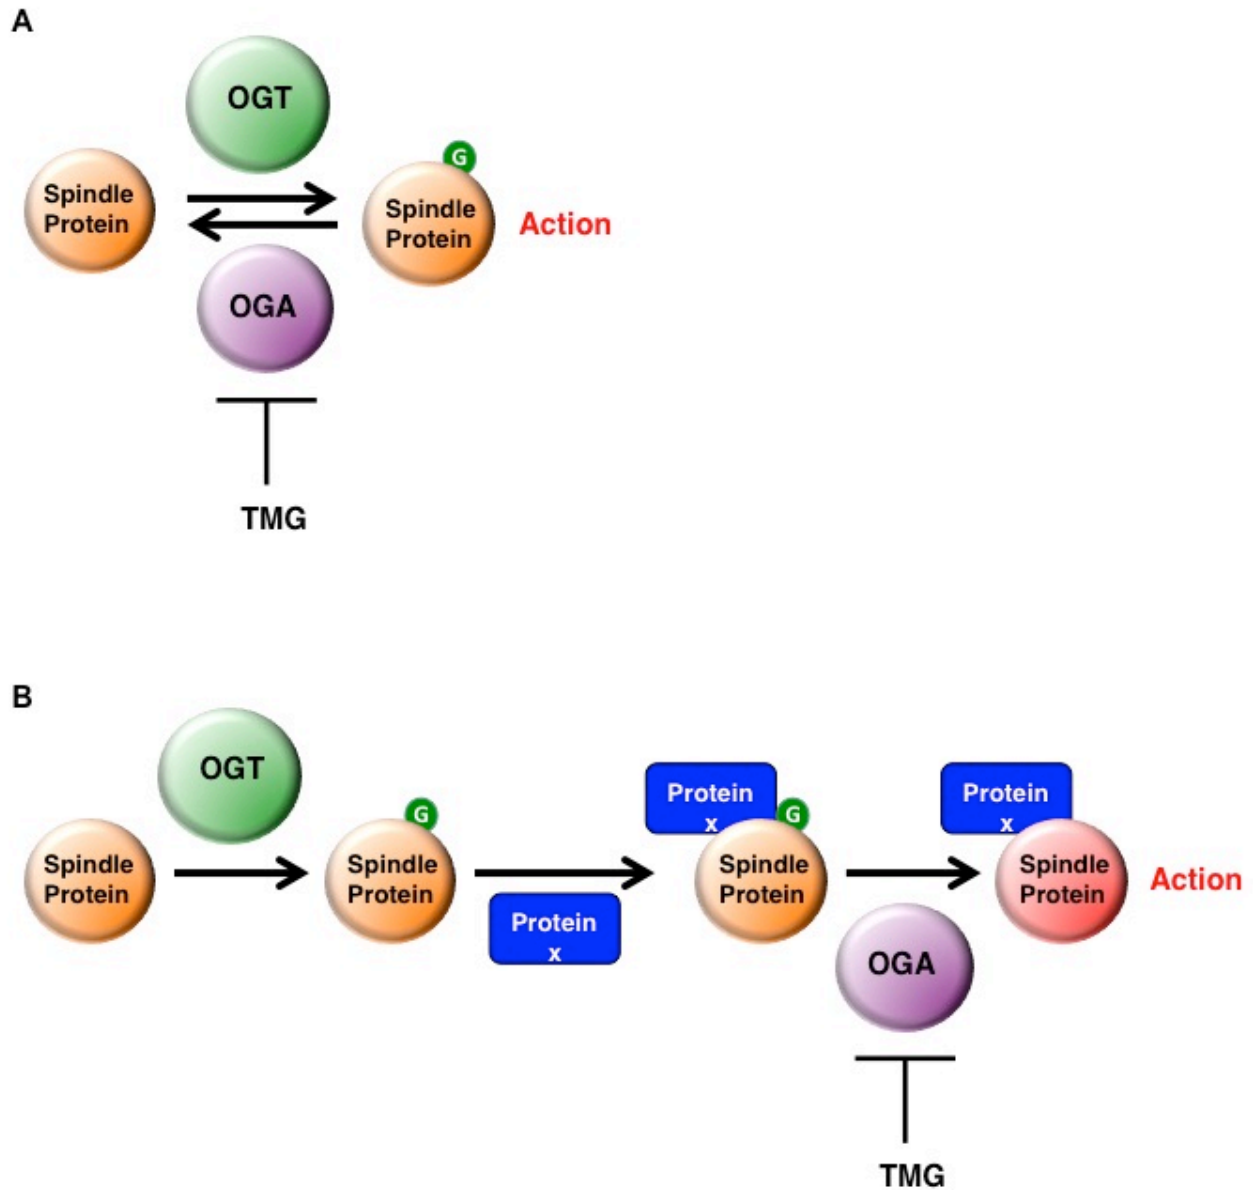 A
OGT
G
Spindle
Protein
Spindle
Protein
Action
OGA
TMG
B
OGT
Protein
x
Protein
x
G
G
Spindle
Protein
Spindle
Protein
Spindle
Protein
Spindle
Protein
Action
Protein
x
OGA
TMG